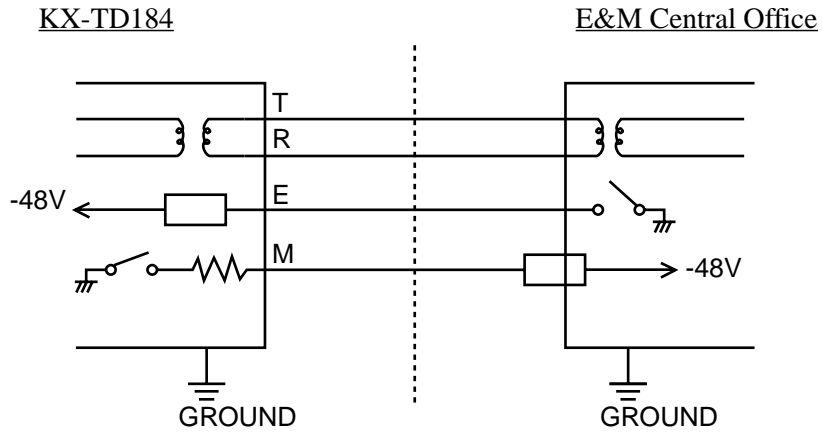 KX-TD184
E&M Central Office
T
R
E
-48V
M
-48V
GROUND
GROUND